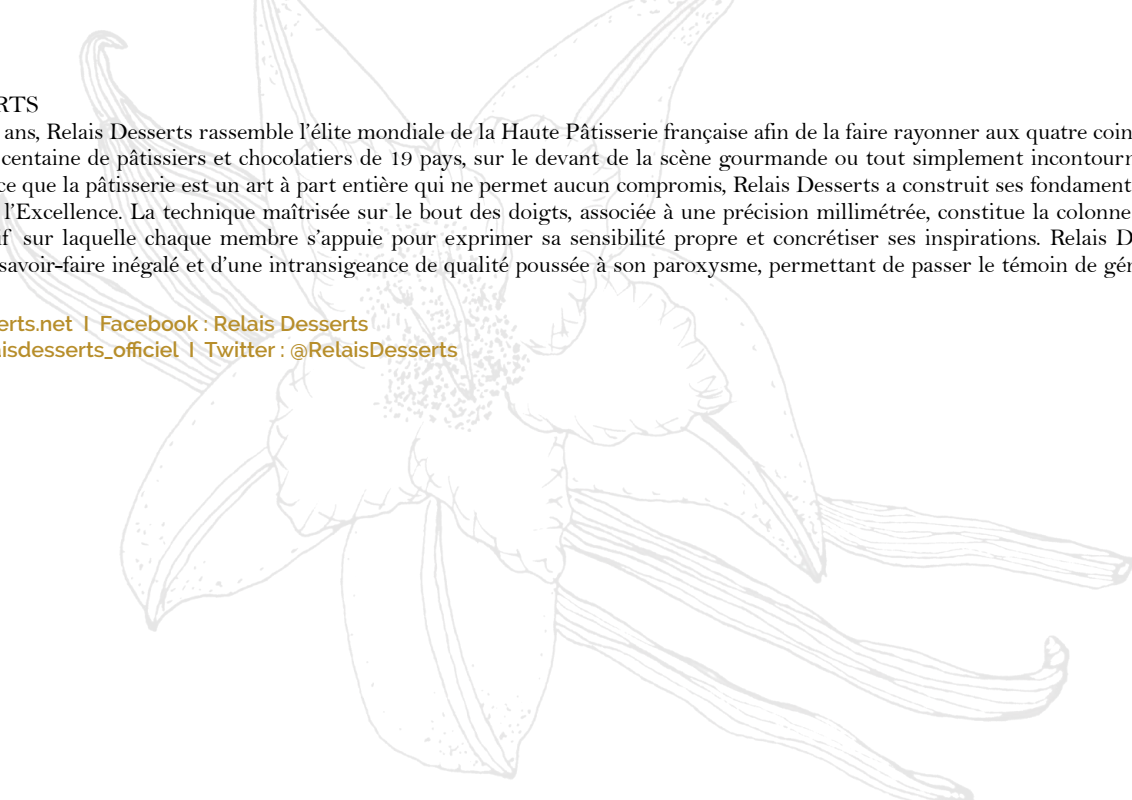 RTS
ans, Relais Desserts rassemble l’élite mondiale de la Haute Pâtisserie française afin de la faire rayonner aux quatre coin
centaine de pâtissiers et chocolatiers de 19 pays, sur le devant de la scène gourmande ou tout simplement incontourn
ce que la pâtisserie est un art à part entière qui ne permet aucun compromis, Relais Desserts a construit ses fondament
l’Excellence. La technique maîtrisée sur le bout des doigts, associée à une précision millimétrée, constitue la colonne
if sur laquelle chaque membre s’appuie pour exprimer sa sensibilité propre et concrétiser ses inspirations. Relais D
savoir-faire inégalé et d’une intransigeance de qualité poussée à son paroxysme, permettant de passer le témoin de gén
erts.net I Facebook : Relais Desserts
isdesserts_officiel I Twitter : @RelaisDesserts